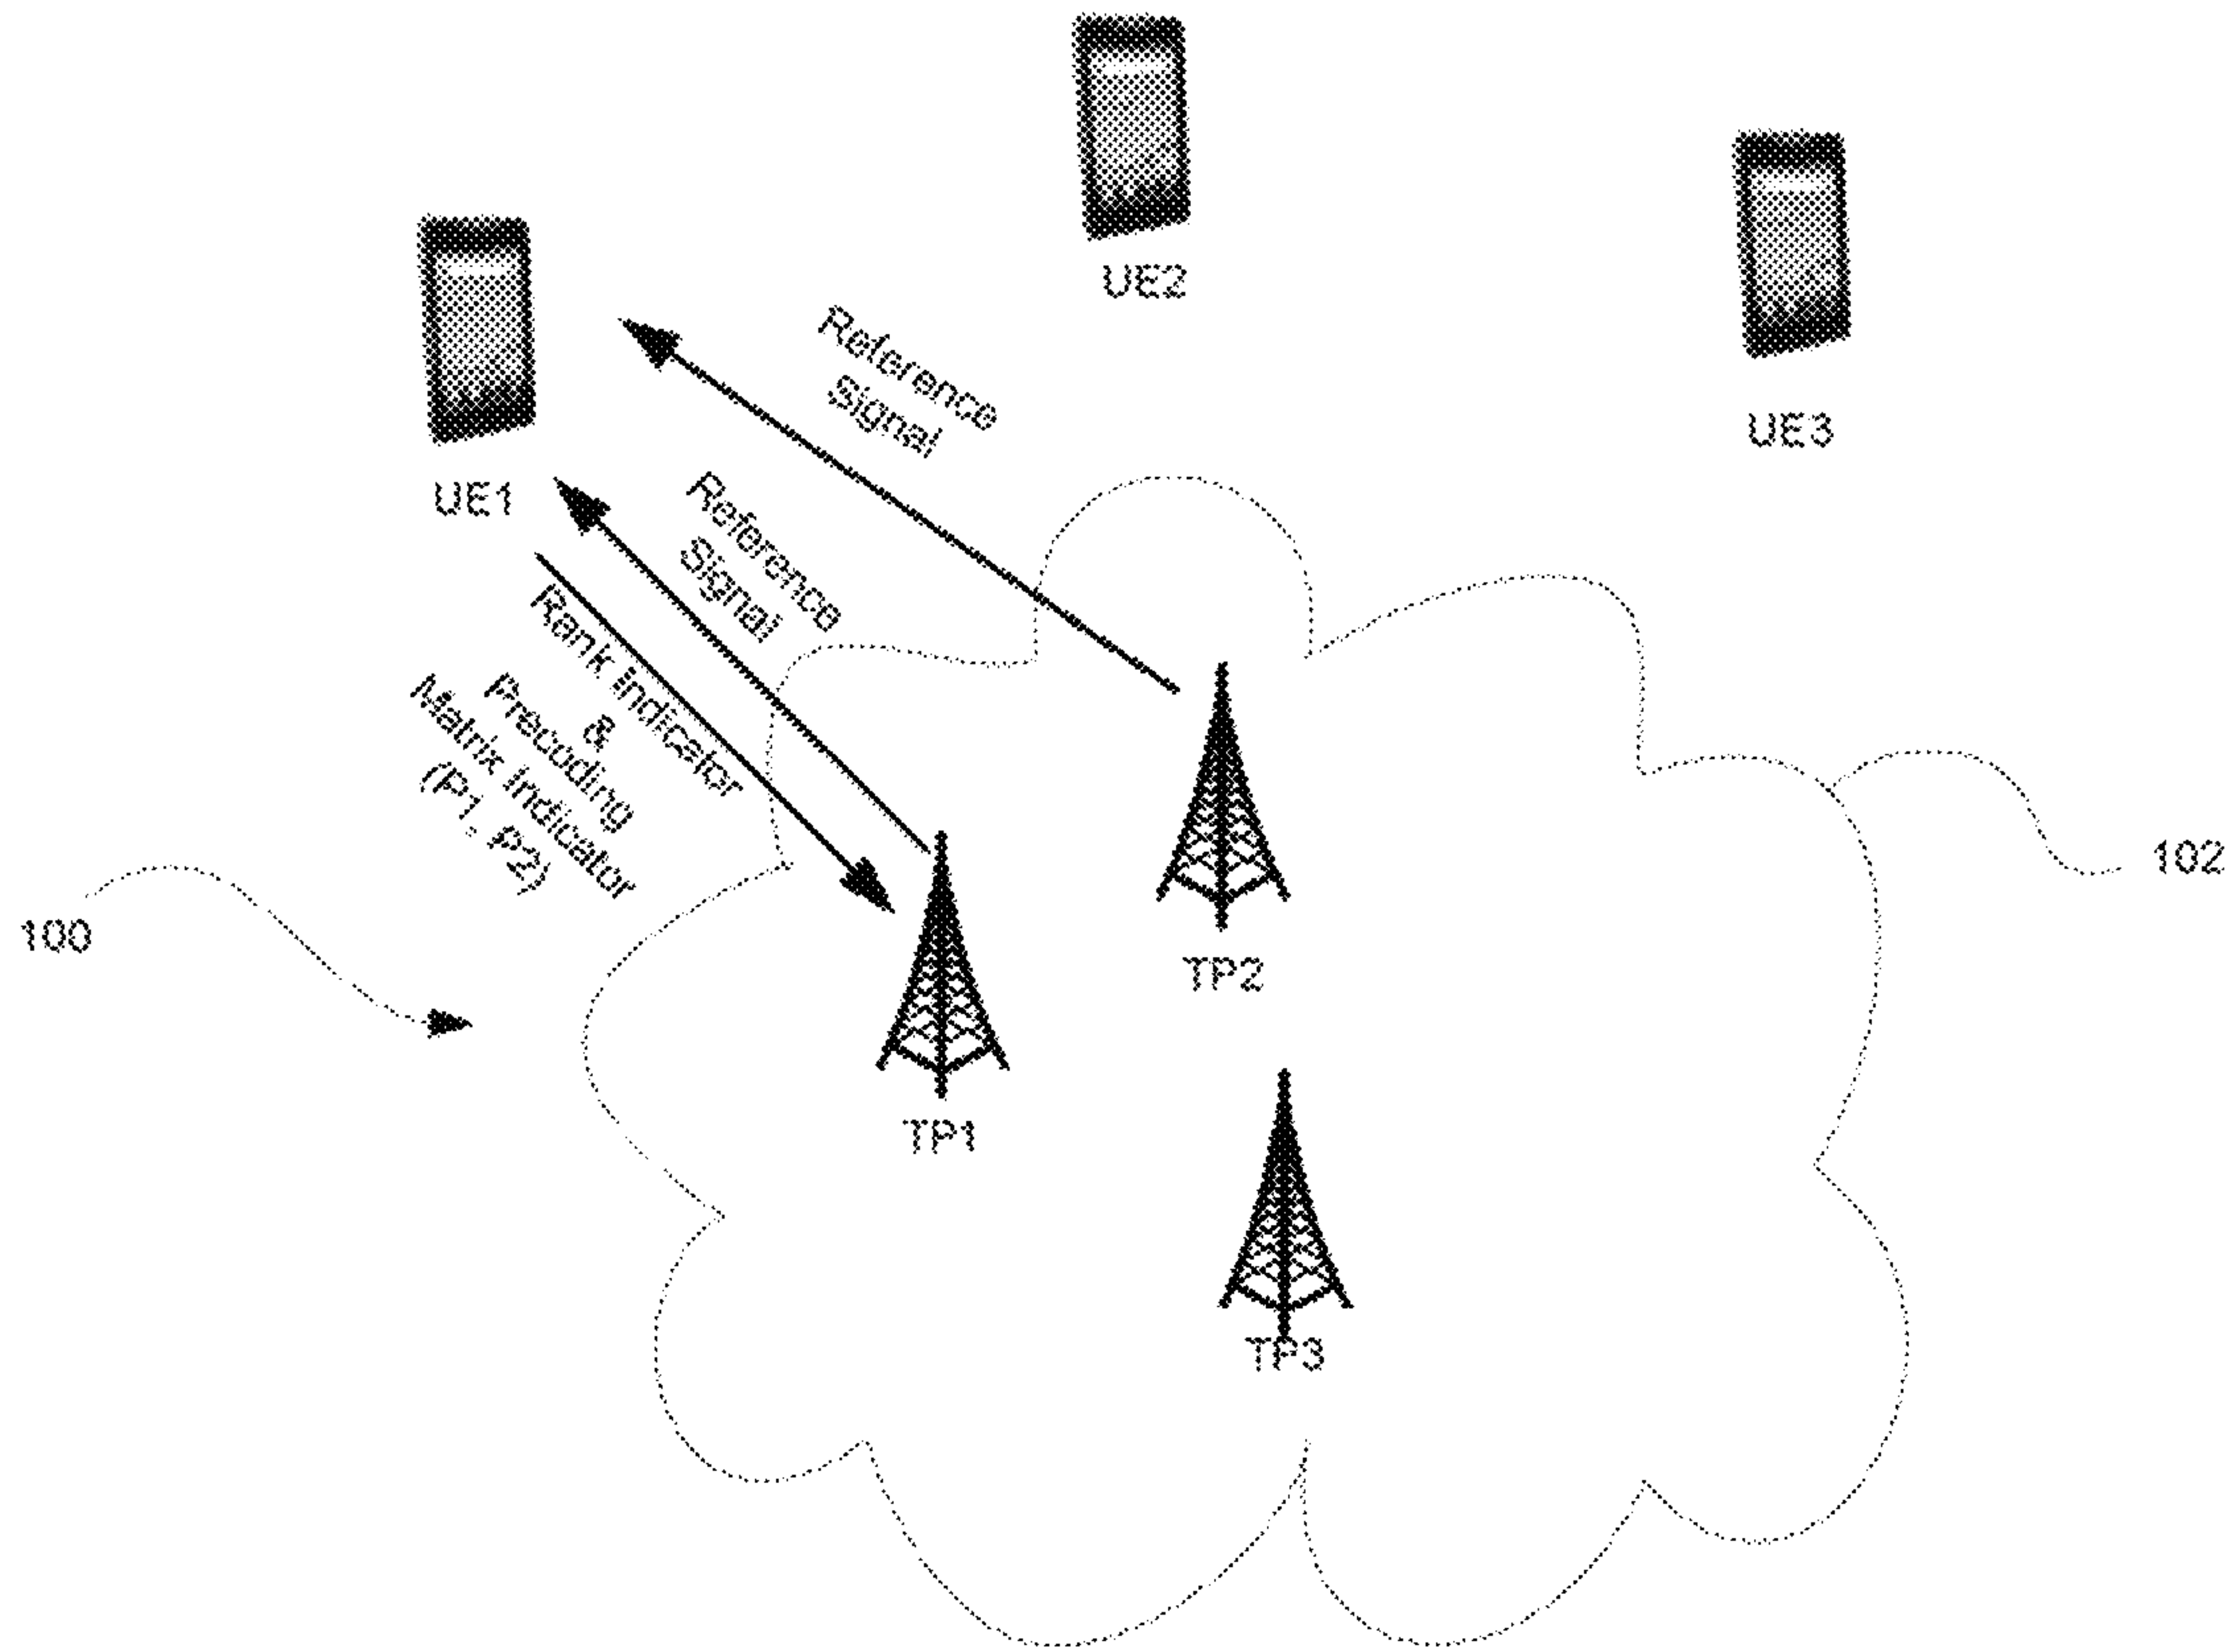 UE2
UE3
UE1
Reference
Signal
Reference
Signal
Rank Indicator
&
Precoding
Matrix Indicator
(P1, P2)
TP2
102
100
TP1
TP3